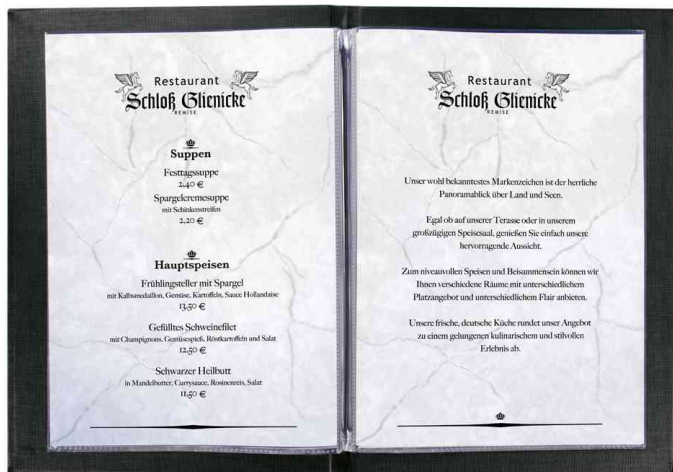 Restaurant
Schloß Glienicke
REMISE
Suppen
Festtagssuppe
2,40 €
Spargelcremesuppe
mit Schinkenstreifen
2,20 €
Hauptspeisen
Frühlingsteller mit Spargel
mit Kalbsmedaillon, Gemüse, Kartoffeln, Sauce Hollandaise
13,50 €
Gefülltes Schweinefilet
mit Champignons, Gemüsespieß, Röstkartoffeln und Salat
12,50 €
Schwarzer Heilbutt
in Mandelbutter, Currysauce, Rosinenreis, Salat
11,50 €
Restaurant
Schloß Glienicke
REMISE
Unser wohl bekanntestes Markenzeichen ist der herrliche
Panoramablick über Land und Seen.
Egal ob auf unserer Terasse oder in unserem
großzügigen Speisesaal, genießen Sie einfach unsere
hervorragende Aussicht.
Zum niveauvollen Speisen und Beisammensein können wir
Ihnen verschiedene Räume mit unterschiedlichem
Platzangebot und unterschiedlichem Flair anbieten.
Unsere frische, deutsche Küche rundet unser Angebot
zu einem gelungenen kulinarischem und stilvollen
Erlebnis ab.